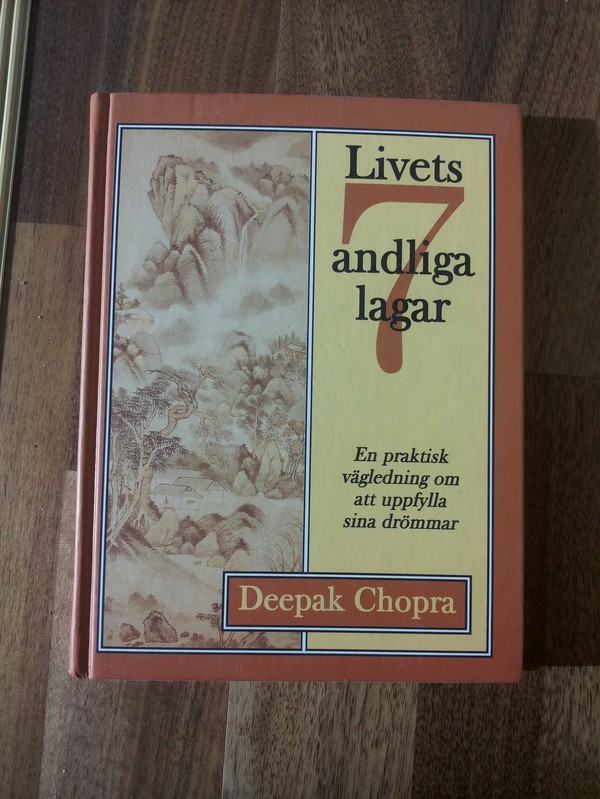 Livets
7
andliga
lagar
En praktisk
vägledning om
att uppfylla
sina drömmar
Deepak Chopra